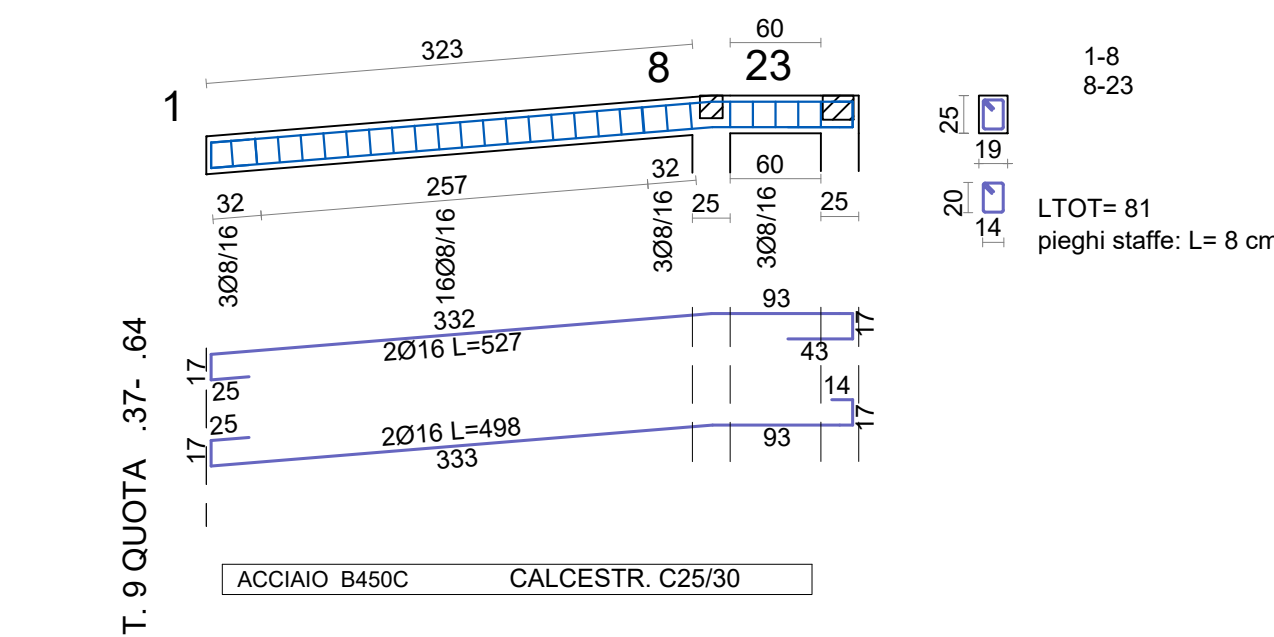 323
60
1
8
23
1-8
8-23
25
19
20
14
LTOT= 81
pieghi staffe: L= 8 cm
32
257
32
25
60
25
3Ø8/16
16Ø8/16
3Ø8/16
3Ø8/16
332
2Ø16 L=527
93
17
17
25
43
14
25
17
2Ø16 L=498
333
93
17
T. 9 QUOTA .37- .64
ACCIAIO B450C
CALCESTR. C25/30